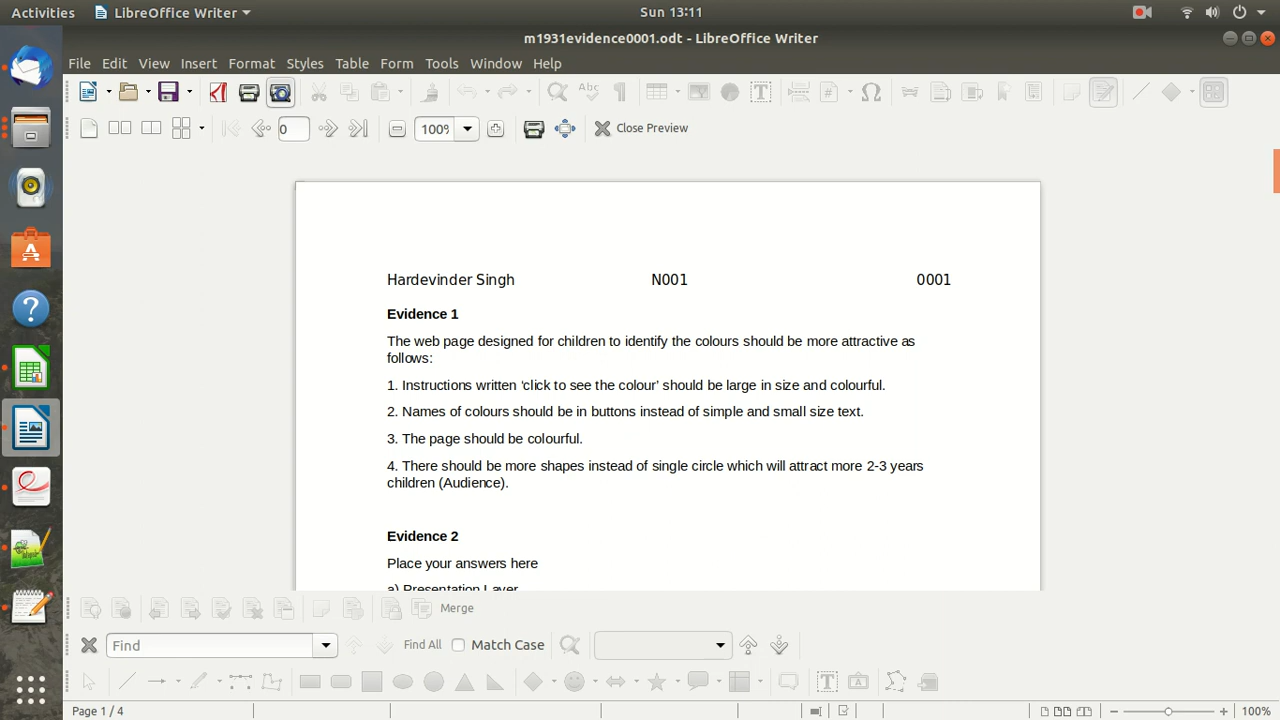 Activities LibreOffice Writer Sun 13:11
m1931evidence0001.odt - LibreOffice Writer
File Edit View Insert Format Styles Table Form Tools Window Help
0 100% Close Preview
Hardevinder Singh N001 0001
Evidence 1
The web page designed for children to identify the colours should be more attractive as
follows:
1. Instructions written ‘click to see the colour’ should be large in size and colourful.
2. Names of colours should be in buttons instead of simple and small size text.
3. The page should be colourful.
4. There should be more shapes instead of single circle which will attract more 2-3 years
children (Audience).
Evidence 2
Place your answers here
a) Presentation Layer
Merge
Find Find All Match Case
Page 1 / 4 100%